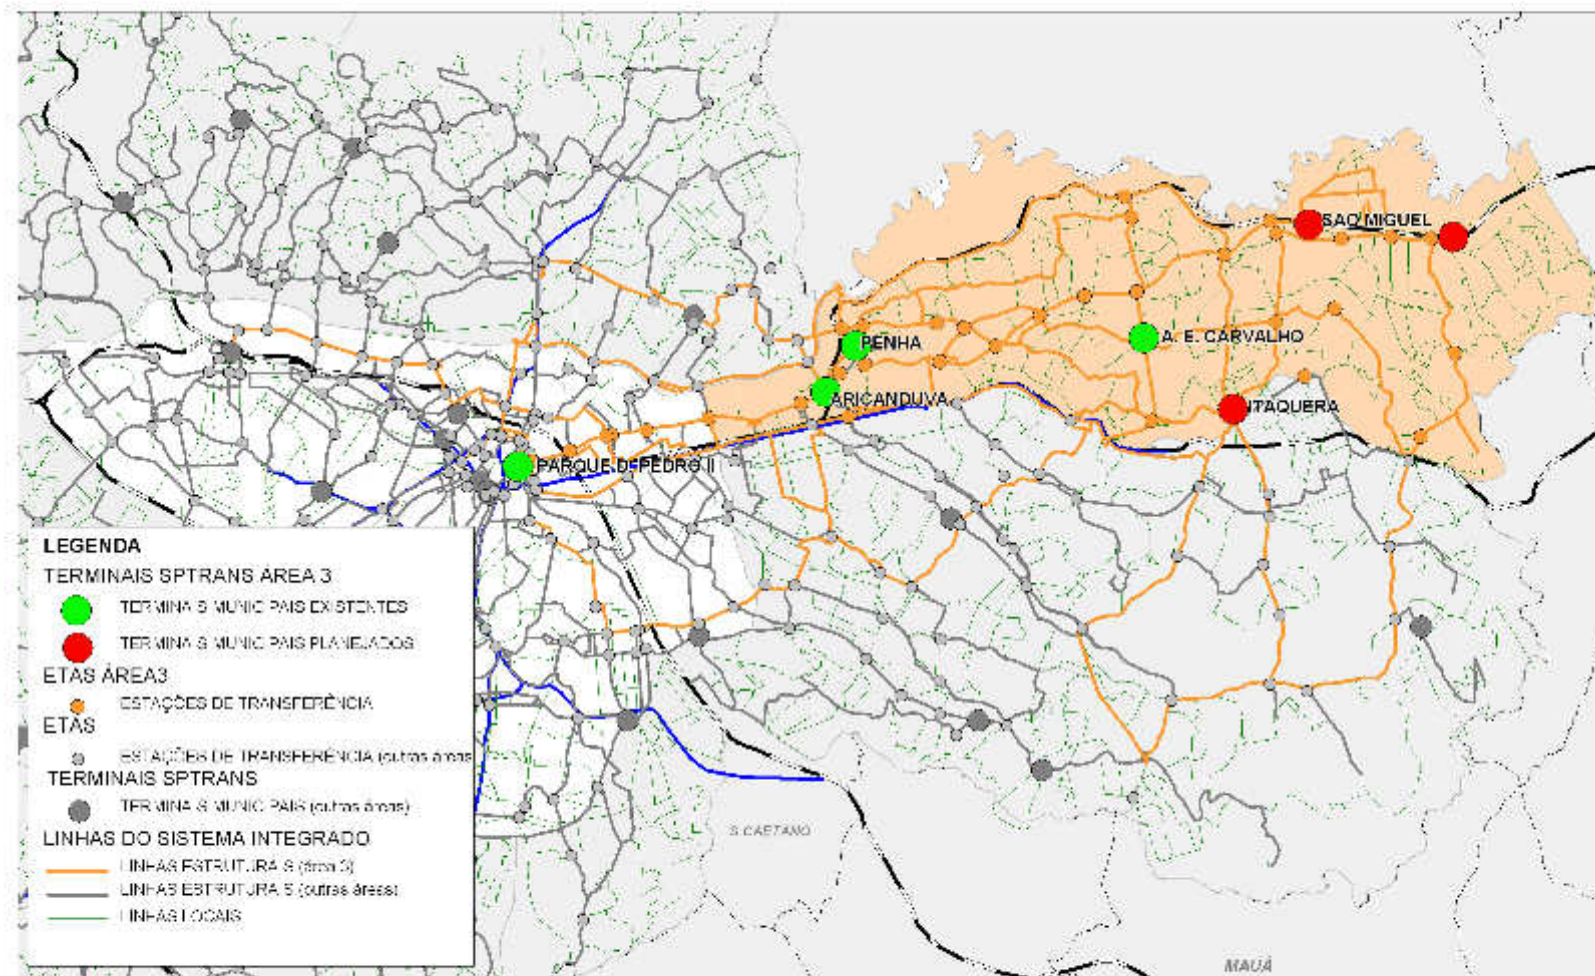 SAO MIGUEL
PENHA
A. E. CARVALHO
ARICANDUVA
ITAQUERA
PARQUE D. PEDRO II
LEGENDA
TERMINAIS SPTRANS ÁREA 3
TERMINAIS MUNICIPAIS EXISTENTES
TERMINAIS MUNICIPAIS PLANEJADOS
ETAS ÁREA3
ESTAÇÕES DE TRANSFERÊNCIA
ETAS
ESTAÇÕES DE TRANSFERÊNCIA (outras áreas
TERMINAIS SPTRANS
TERMINAIS MUNICIPAIS (outras áreas)
LINHAS DO SISTEMA INTEGRADO
LINHAS ESTRUTURAIS (área 3)
LINHAS ESTRUTURAIS (outras áreas)
LINHAS LOCAIS
S.CAETANO
MAUÁ